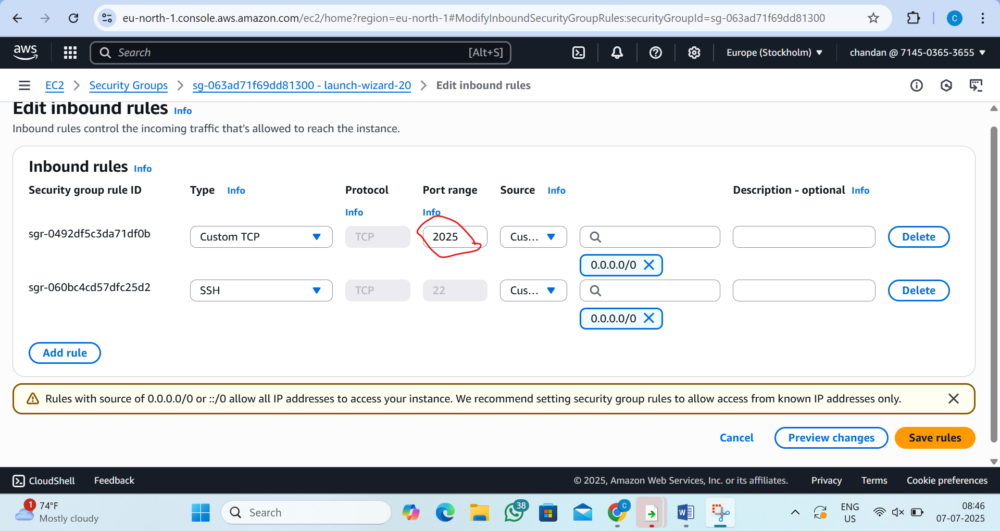 eu-north-1.console.aws.amazon.com/ec2/home?region=eu-north-1#ModifyInboundSecurityGroupRules:securityGroupId=sg-063ad71f69dd81300
C
aws
Search [Alt+S]
Europe (Stockholm)
chandan @ 7145-0365-3655
EC2
Security Groups
sg-063ad71f69dd81300 - launch-wizard-20
Edit inbound rules
Edit inbound rules Info
Inbound rules control the incoming traffic that's allowed to reach the instance.
Inbound rules Info
Security group rule ID Type Info Protocol Port range Source Info Description - optional Info
Info Info
sgr-0492df5c3da71df0b Custom TCP TCP 2025 Cus... Delete
0.0.0.0/0
sgr-060bc4cd57dfc25d2 SSH TCP 22 Cus... Delete
0.0.0.0/0
Add rule
Rules with source of 0.0.0.0/0 or ::/0 allow all IP addresses to access your instance. We recommend setting security group rules to allow access from known IP addresses only.
Cancel Preview changes Save rules
CloudShell Feedback © 2025, Amazon Web Services, Inc. or its affiliates. Privacy Terms Cookie preferences
1
74°F
Mostly cloudy
Search
38
C
W
ENG
US
08:46
07-07-2025